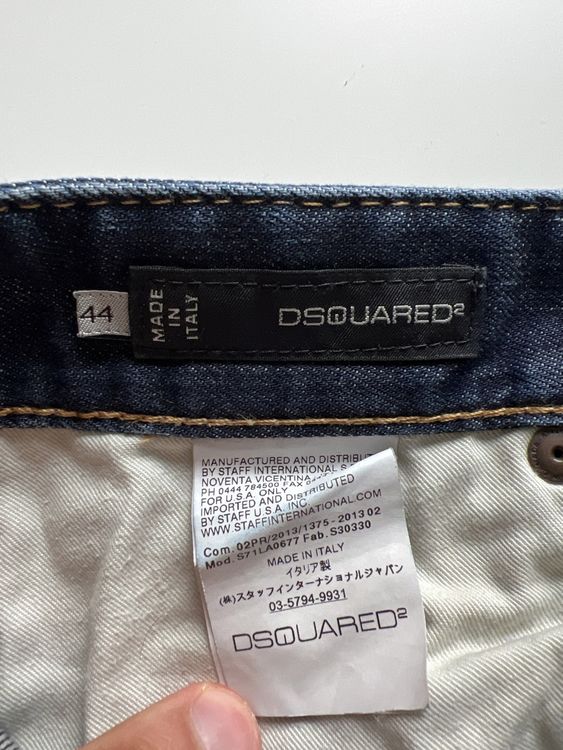 44
MADE
IN
ITALY
DSQUARED²
MANUFACTURED AND
BY STAFF INTERNATIONAL
NOVENTA VICENTINA
PH 0444 784500 FAX
FOR U.S.A. ONLY
IMPORTED AND DISTRIBUTED
BY STAFF U.S.A. INC
WWW.STAFFINTERNATIONAL.COM
Com. 02PR/2013/1375 - 2013 02
Mod. S71LA0677 Fab. S30330
MADE IN ITALY
イタリア製
(株)スタッフインターナショナルジャパン
03-5794-9931
DSQUARED²